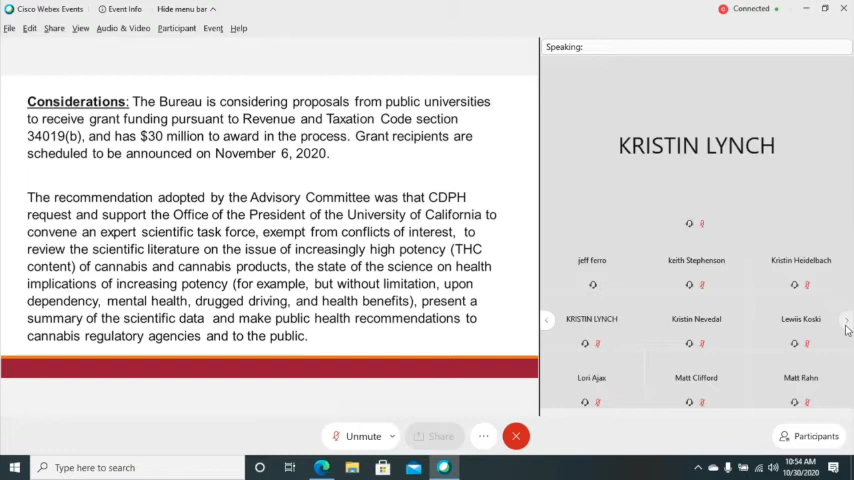 Cisco Webex Events
Event Info
Hide menu bar
Connected
File Edit Share View Audio & Video Participant Event Help
Considerations: The Bureau is considering proposals from public universities
to receive grant funding pursuant to Revenue and Taxation Code section
34019(b), and has $30 million to award in the process. Grant recipients are
scheduled to be announced on November 6, 2020.
The recommendation adopted by the Advisory Committee was that CDPH
request and support the Office of the President of the University of California to
convene an expert scientific task force, exempt from conflicts of interest, to
review the scientific literature on the issue of increasingly high potency (THC
content) of cannabis and cannabis products, the state of the science on health
implications of increasing potency (for example, but without limitation, upon
dependency, mental health, drugged driving, and health benefits), present a
summary of the scientific data and make public health recommendations to
cannabis regulatory agencies and to the public.
Speaking:
KRISTIN LYNCH
jeff ferro
keith Stephenson
Kristin Heidelbach
KRISTIN LYNCH
Kristin Nevedal
Lewiis Koski
Lori Ajax
Matt Clifford
Matt Rahn
Unmute
Share
Participants
Type here to search
10:54 AM
10/30/2020